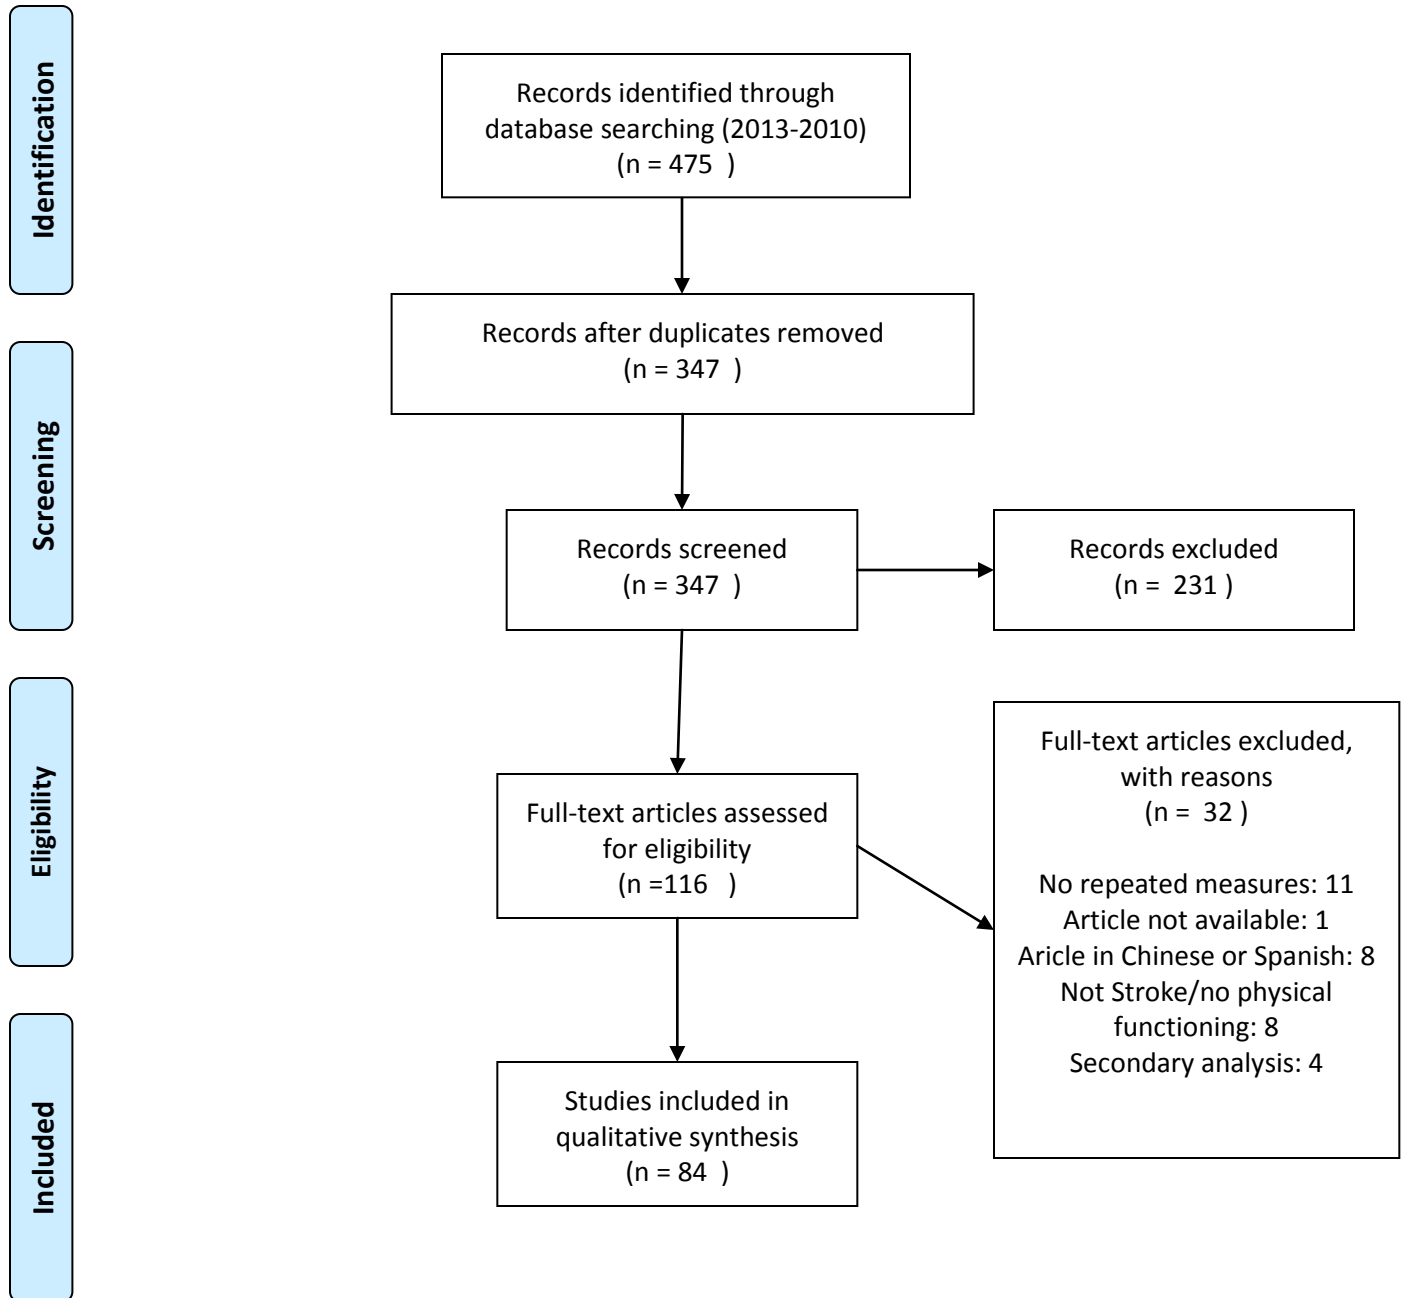 Identification
Records identified through
database searching (2013-2010)
(n = 475  )
Records after duplicates removed
(n = 347  )
Screening
Records screened
(n = 347  )
Records excluded
(n =  231 )
Eligibility
Full-text articles assessed
for eligibility
(n =116   )
Full-text articles excluded,
with reasons
(n =  32 )
No repeated measures: 11
Article not available: 1
Aricle in Chinese or Spanish: 8
Not Stroke/no physical
functioning: 8
Secondary analysis: 4
Included
Studies included in
qualitative synthesis
(n = 84  )